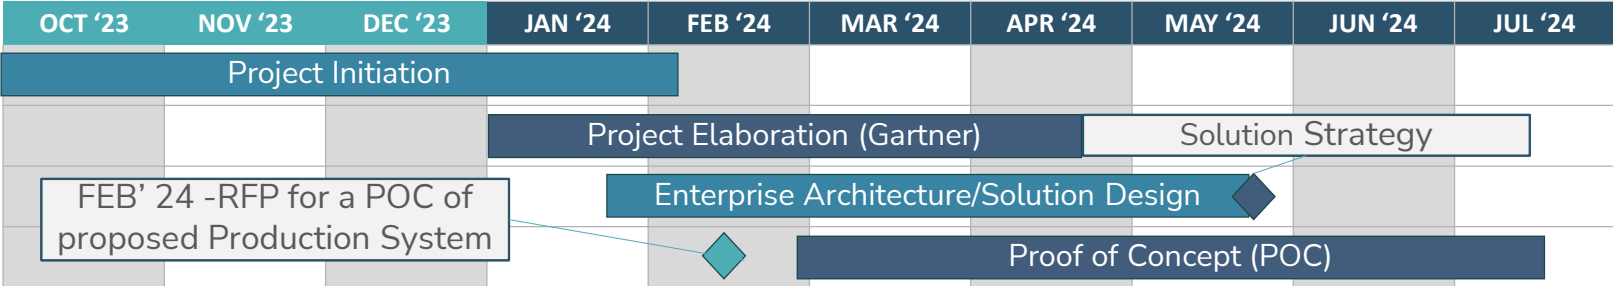 OCT ‘23 NOV ‘23 DEC ‘23 JAN ‘24 FEB ‘24 MAR ‘24 APR ‘24 MAY ‘24 JUN ‘24 JUL ‘24
Project Initiation
Project Elaboration (Gartner)
Solution Strategy
FEB’ 24 -RFP for a POC of
proposed Production System
Enterprise Architecture/Solution Design
Proof of Concept (POC)